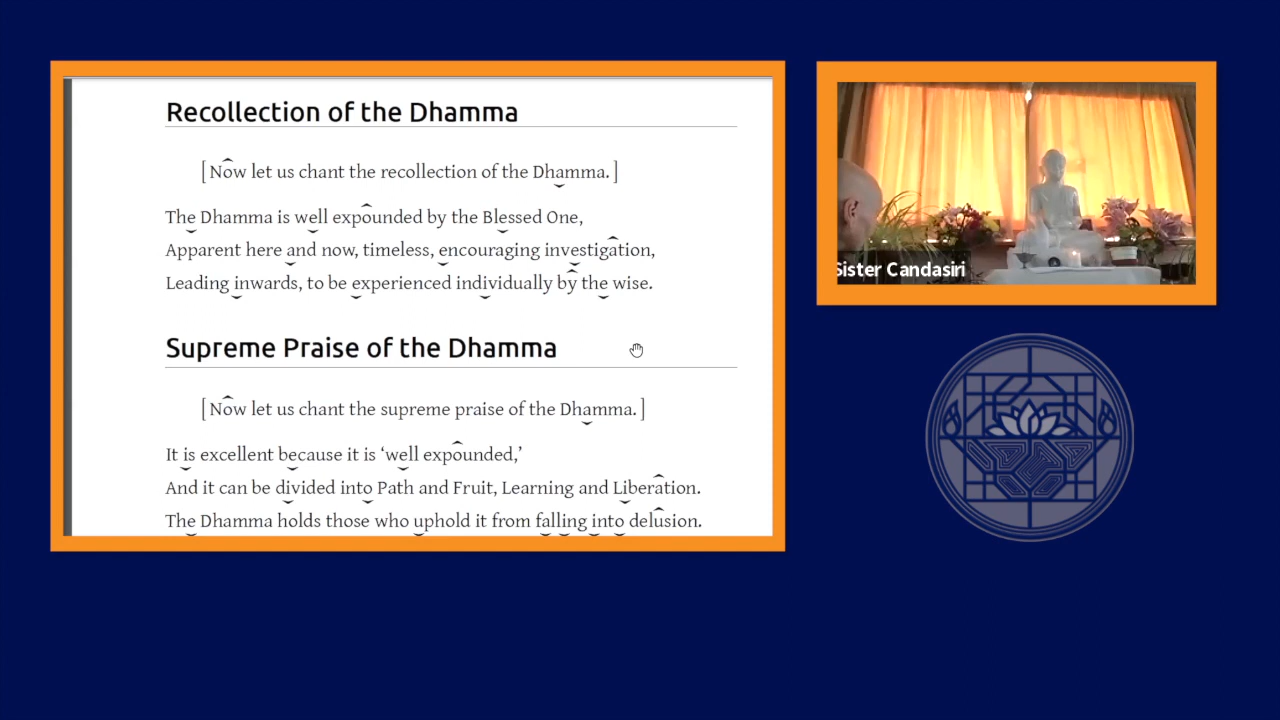 Recollection of the Dhamma
[Now let us chant the recollection of the Dhamma.]
The Dhamma is well expounded by the Blessed One,
Apparent here and now, timeless, encouraging investigation,
Leading inwards, to be experienced individually by the wise.
Supreme Praise of the Dhamma
[Now let us chant the supreme praise of the Dhamma.]
It is excellent because it is ‘well expounded,’
And it can be divided into Path and Fruit, Learning and Liberation.
The Dhamma holds those who uphold it from falling into delusion.
Sister Candasiri